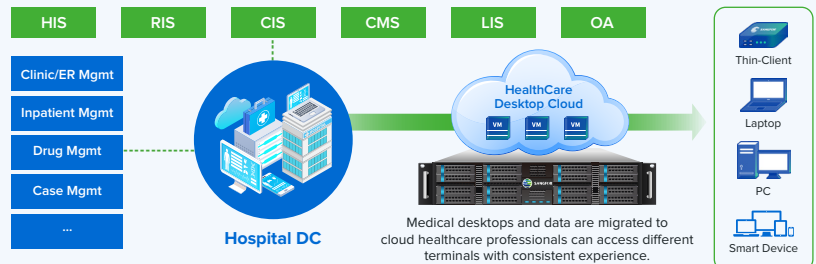 HIS
RIS
CIS
CMS
LIS
OA
Clinic/ER Mgmt
Inpatient Mgmt
Drug Mgmt
Case Mgmt
...
Hospital DC
HealthCare
Desktop Cloud
VM
VM
VM
SANGFOR
Medical desktops and data are migrated to
cloud healthcare professionals can access different
terminals with consistent experience.
Thin-Client
Laptop
PC
Smart Device